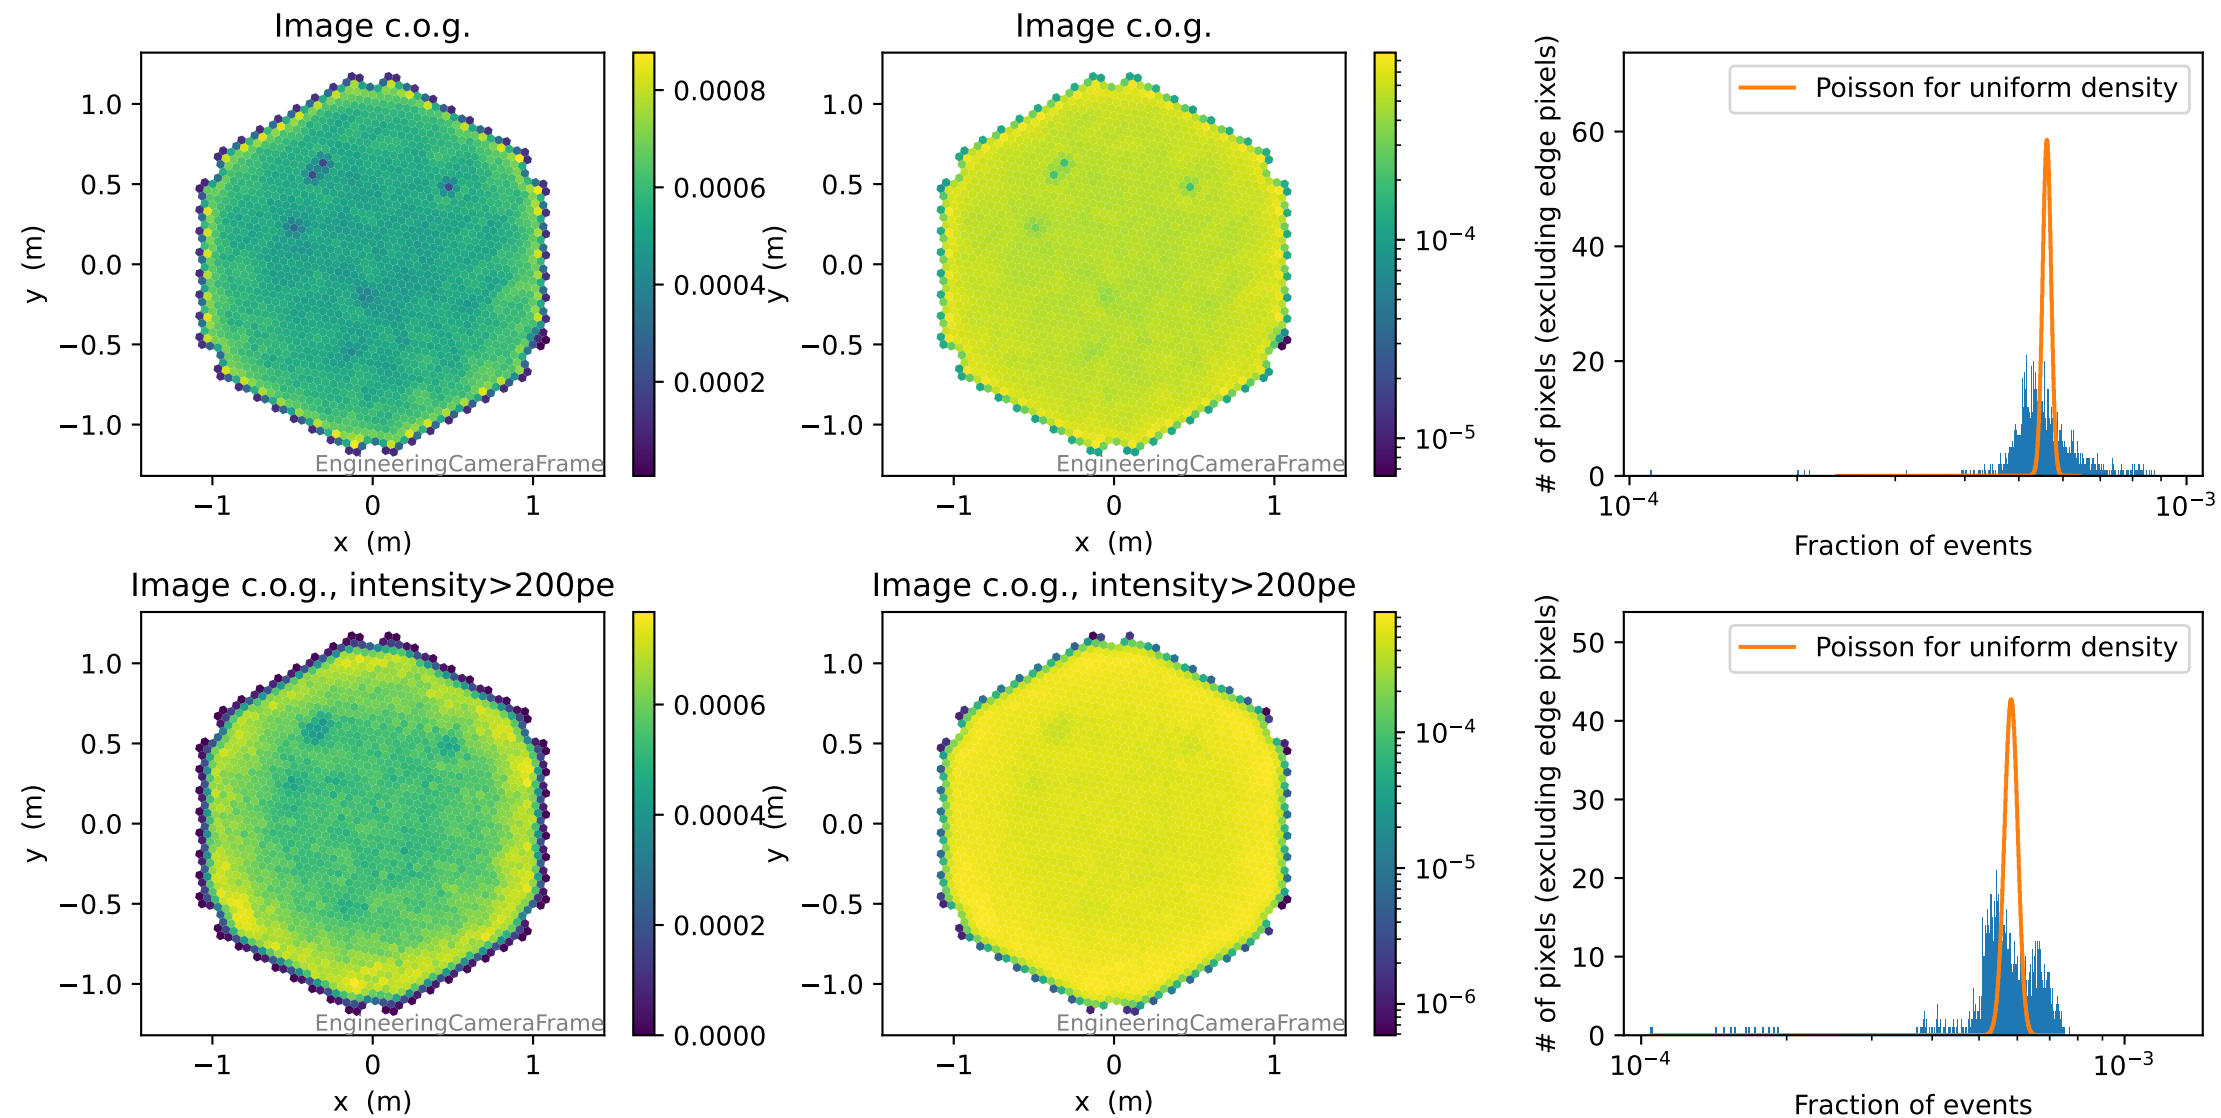 Image c.o.g.
y (m)
1.0
0.5
0.0
−0.5
−1.0
−1
0
1
x (m)
EngineeringCameraFrame
0.0008
0.0006
0.0004
0.0002
Image c.o.g.
y (m)
1.0
0.5
0.0
−0.5
−1.0
−1
0
1
x (m)
EngineeringCameraFrame
10⁻⁴
10⁻⁵
# of pixels (excluding edge pixels)
60
40
20
0
Poisson for uniform density
10⁻⁴
10⁻³
Fraction of events
Image c.o.g., intensity>200pe
y (m)
1.0
0.5
0.0
−0.5
−1.0
−1
0
1
x (m)
EngineeringCameraFrame
0.0006
0.0004
0.0002
0.0000
Image c.o.g., intensity>200pe
y (m)
1.0
0.5
0.0
−0.5
−1.0
−1
0
1
x (m)
EngineeringCameraFrame
10⁻⁴
10⁻⁵
10⁻⁶
# of pixels (excluding edge pixels)
50
40
30
20
10
0
Poisson for uniform density
10⁻⁴
10⁻³
Fraction of events